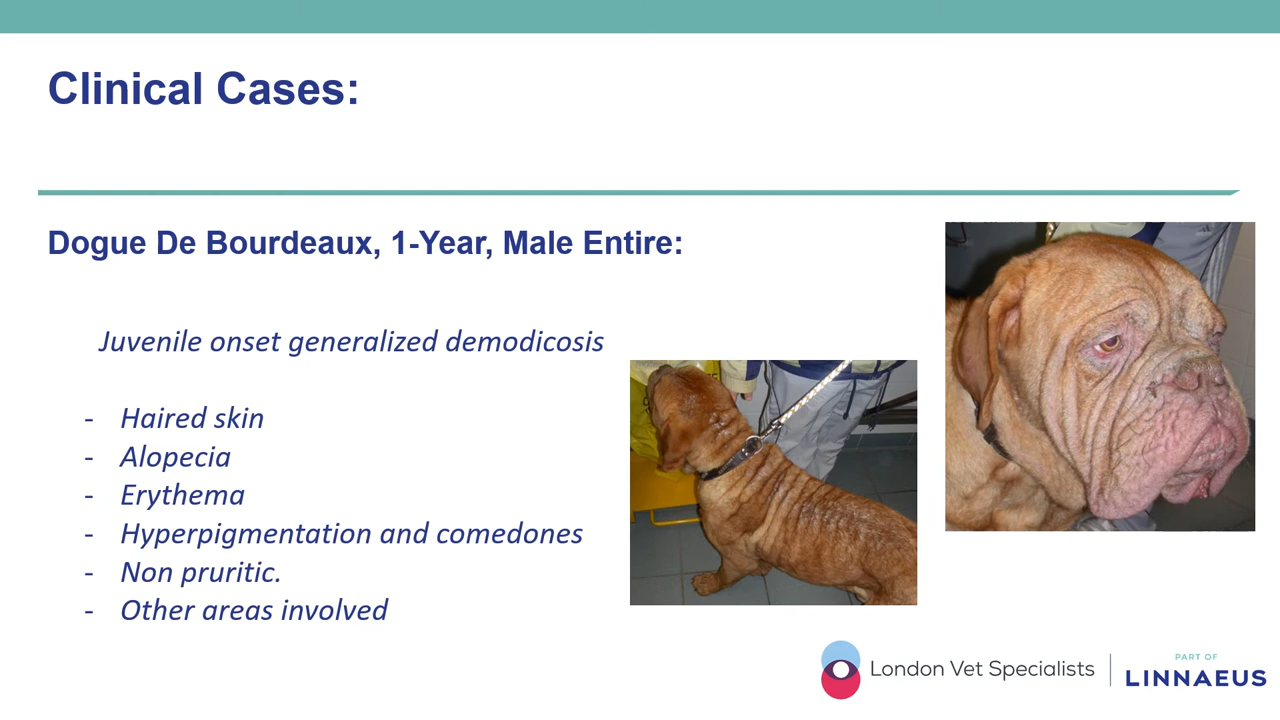 Clinical Cases:
Dogue De Bourdeaux, 1-Year, Male Entire:
Juvenile onset generalized demodicosis
- Haired skin
- Alopecia
- Erythema
- Hyperpigmentation and comedones
- Non pruritic.
- Other areas involved
London Vet Specialists
PART OF
LINNAEUS